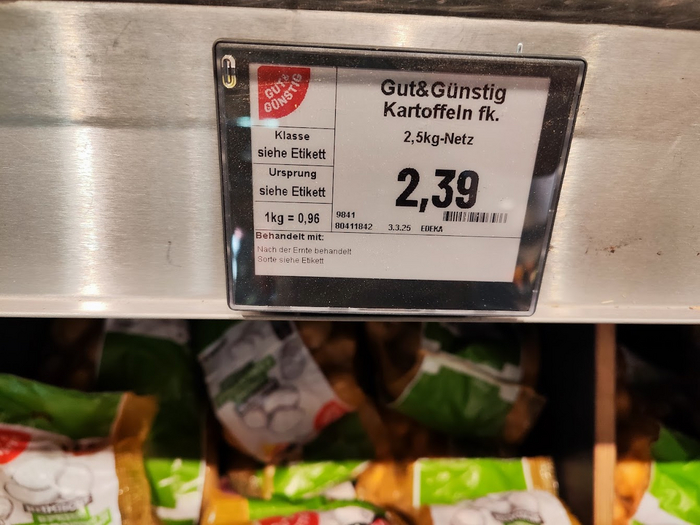 GUT&
GÜNSTIG
Gut&Günstig
Kartoffeln fk.
2,5kg-Netz
2,39
Klasse
siehe Etikett
Ursprung
siehe Etikett
1kg = 0,96
9841
80411842 3.3.25 EDEKA
Behandelt mit:
Nach der Ernte behandelt
Sorte siehe Etikett